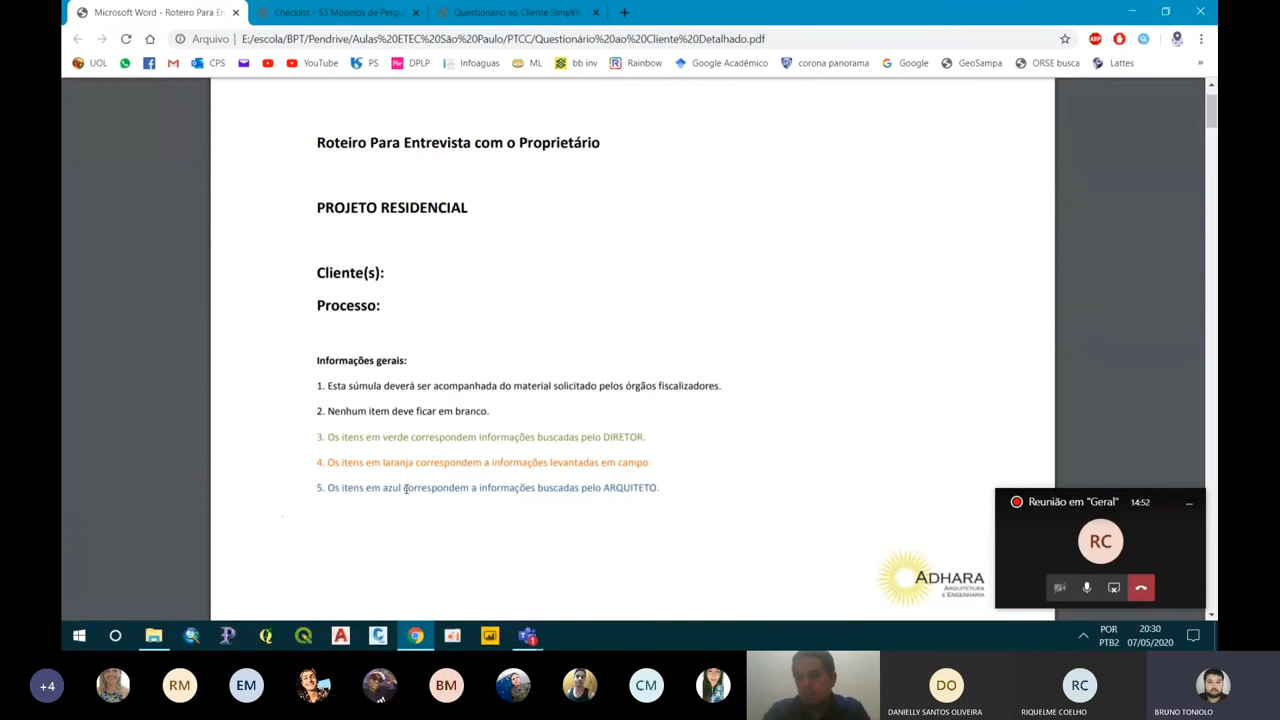 Microsoft Word - Roteiro Para En
Checklist - 53 Modelos de Pergu
Questionario ao Cliente Simplifi
Arquivo
E:/escola/BPT/Pendrive/Aulas%20ETEC%20São%20Paulo/PTCC/Questionário%20ao%20Cliente%20Detalhado.pdf
ABP
UOL
CPS
YouTube
PS
DPLP
Infoaguas
ML
bb inv
Rainbow
Google Acadêmico
corona panorama
Google
GeoSampa
ORSE busca
Lattes
»
Roteiro Para Entrevista com o Proprietário
PROJETO RESIDENCIAL
Cliente(s):
Processo:
Informações gerais:
1. Esta súmula deverá ser acompanhada do material solicitado pelos órgãos fiscalizadores.
2. Nenhum item deve ficar em branco.
3. Os itens em verde correspondem informações buscadas pelo DIRETOR.
4. Os itens em laranja correspondem a informações levantadas em campo
5. Os itens em azul correspondem a informações buscadas pelo ARQUITETO.
Reunião em "Geral"
14:52
RC
ADHARA
ARQUITETURA
E ENGENHARIA
POR
PTB2
20:30
07/05/2020
+4
RM
EM
BM
CM
DO
DANIELLY SANTOS OLIVEIRA
RC
RIQUELME COELHO
BRUNO TONIOLO